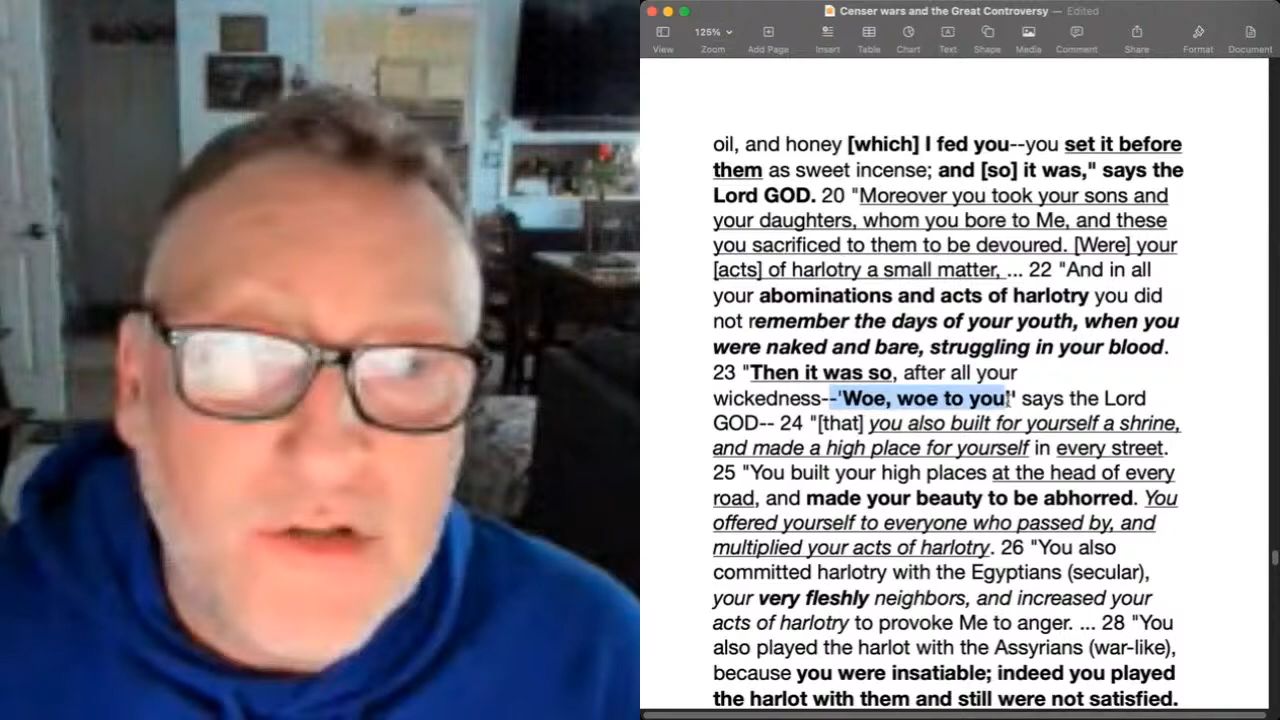 Censer wars and the Great Controversy — Edited
125%
View Zoom Add Page Insert Table Chart Text Shape Media Comment Share Format Document
oil, and honey [which] I fed you--you set it before
them as sweet incense; and [so] it was," says the
Lord GOD. 20 "Moreover you took your sons and
your daughters, whom you bore to Me, and these
you sacrificed to them to be devoured. [Were] your
[acts] of harlotry a small matter, ... 22 "And in all
your abominations and acts of harlotry you did
not remember the days of your youth, when you
were naked and bare, struggling in your blood.
23 "Then it was so, after all your
wickedness--'Woe, woe to you!' says the Lord
GOD-- 24 "[that] you also built for yourself a shrine,
and made a high place for yourself in every street.
25 "You built your high places at the head of every
road, and made your beauty to be abhorred. You
offered yourself to everyone who passed by, and
multiplied your acts of harlotry. 26 "You also
committed harlotry with the Egyptians (secular),
your very fleshly neighbors, and increased your
acts of harlotry to provoke Me to anger. ... 28 "You
also played the harlot with the Assyrians (war-like),
because you were insatiable; indeed you played
the harlot with them and still were not satisfied.